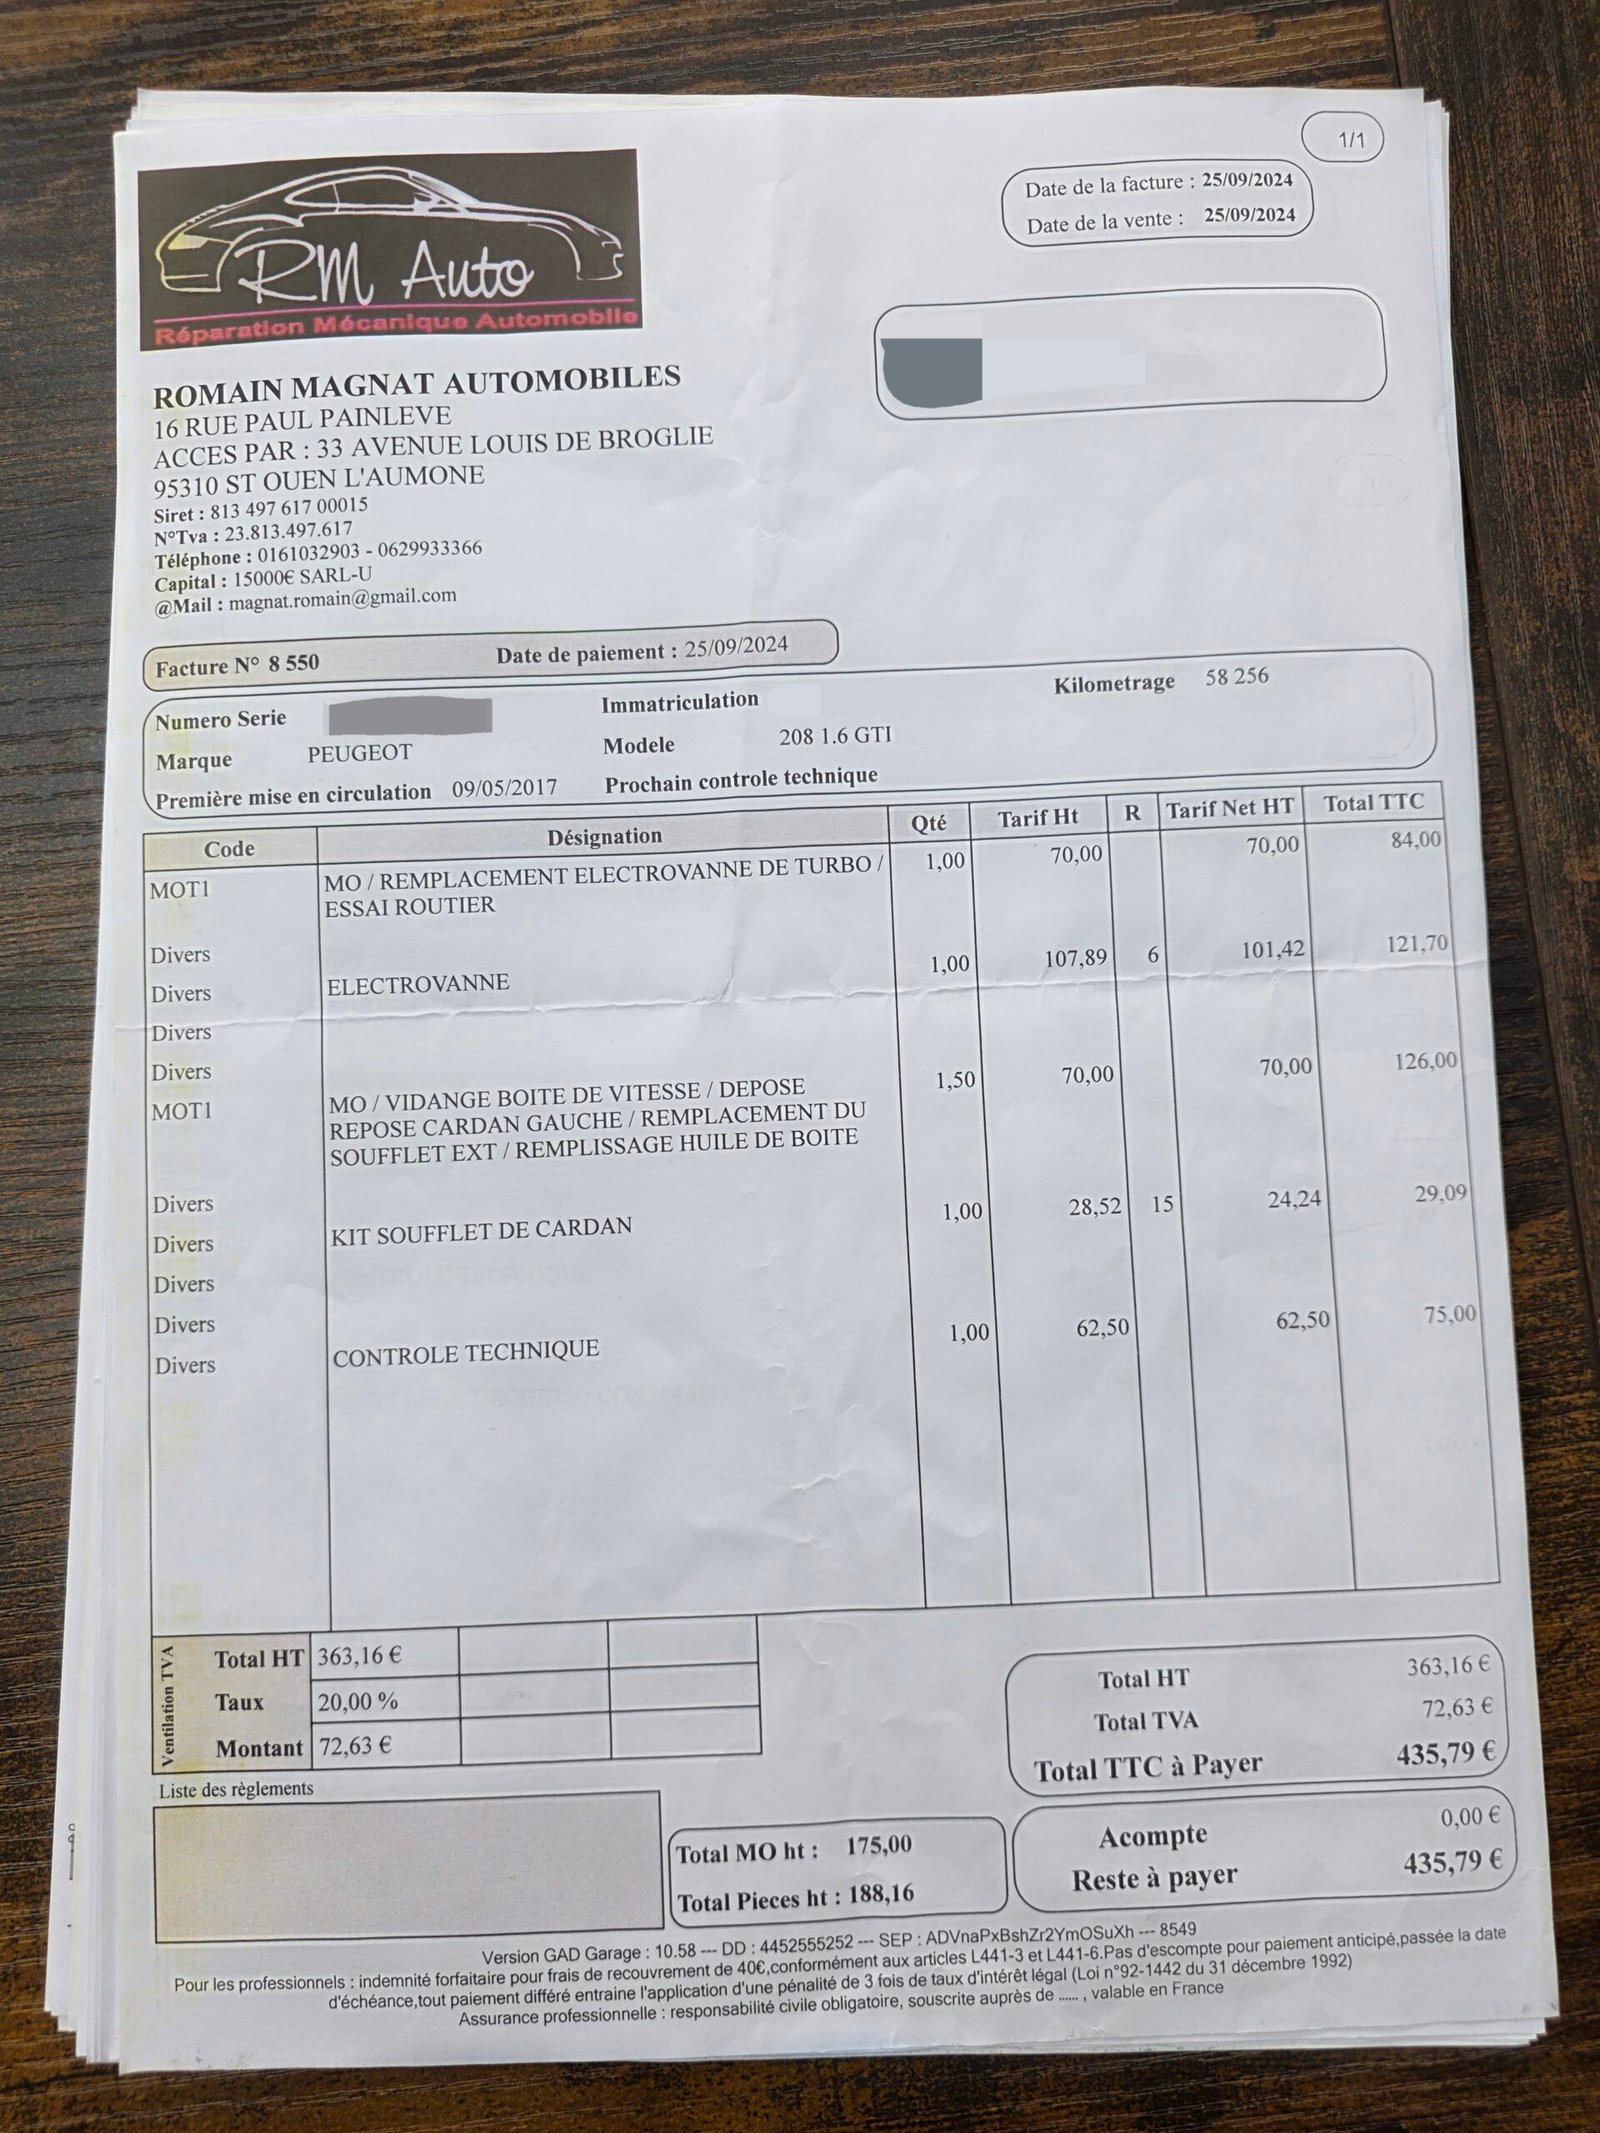 1/1
Date de la facture : 25/09/2024
Date de la vente : 25/09/2024
RM Auto
Réparation Mécanique Automobile
ROMAIN MAGNAT AUTOMOBILES
16 RUE PAUL PAINLEVE
ACCES PAR : 33 AVENUE LOUIS DE BROGLIE
95310 ST OUEN L'AUMONE
Siret : 813 497 617 00015
N°Tva : 23.813.497.617
Téléphone : 0161032903 - 0629933366
Capital : 15000€ SARL-U
@Mail : magnat.romain@gmail.com
Facture N° 8 550 Date de paiement : 25/09/2024
Numero Serie Immatriculation Kilometrage 58 256
Marque PEUGEOT Modele 208 1.6 GTI
Première mise en circulation 09/05/2017 Prochain controle technique
Code Désignation Qté Tarif Ht R Tarif Net HT Total TTC
MOT1 MO / REMPLACEMENT ELECTROVANNE DE TURBO / 1,00 70,00 70,00 84,00
ESSAI ROUTIER
Divers
Divers ELECTROVANNE 1,00 107,89 6 101,42 121,70
Divers
Divers
MOT1 MO / VIDANGE BOITE DE VITESSE / DEPOSE 1,50 70,00 70,00 126,00
REPOSE CARDAN GAUCHE / REMPLACEMENT DU
SOUFFLET EXT / REMPLISSAGE HUILE DE BOITE
Divers
Divers KIT SOUFFLET DE CARDAN 1,00 28,52 15 24,24 29,09
Divers
Divers
Divers CONTROLE TECHNIQUE 1,00 62,50 62,50 75,00
Ventilation TVA
Total HT 363,16 €
Taux 20,00 %
Montant 72,63 €
Total HT 363,16 €
Total TVA 72,63 €
Total TTC à Payer 435,79 €
Liste des règlements
Total MO ht : 175,00
Total Pieces ht : 188,16
Acompte 0,00 €
Reste à payer 435,79 €
Version GAD Garage : 10.58 --- DD : 4452555252 --- SEP : ADVnaPxBshZr2YmOSuXh --- 8549
Pour les professionnels : indemnité forfaitaire pour frais de recouvrement de 40€,conformément aux articles L441-3 et L441-6.Pas d'escompte pour paiement anticipé,passée la date
d'échéance,tout paiement différé entraine l'application d'une pénalité de 3 fois de taux d'intérêt légal (Loi n°92-1442 du 31 décembre 1992)
Assurance professionnelle : responsabilité civile obligatoire, souscrite auprès de ...... , valable en France